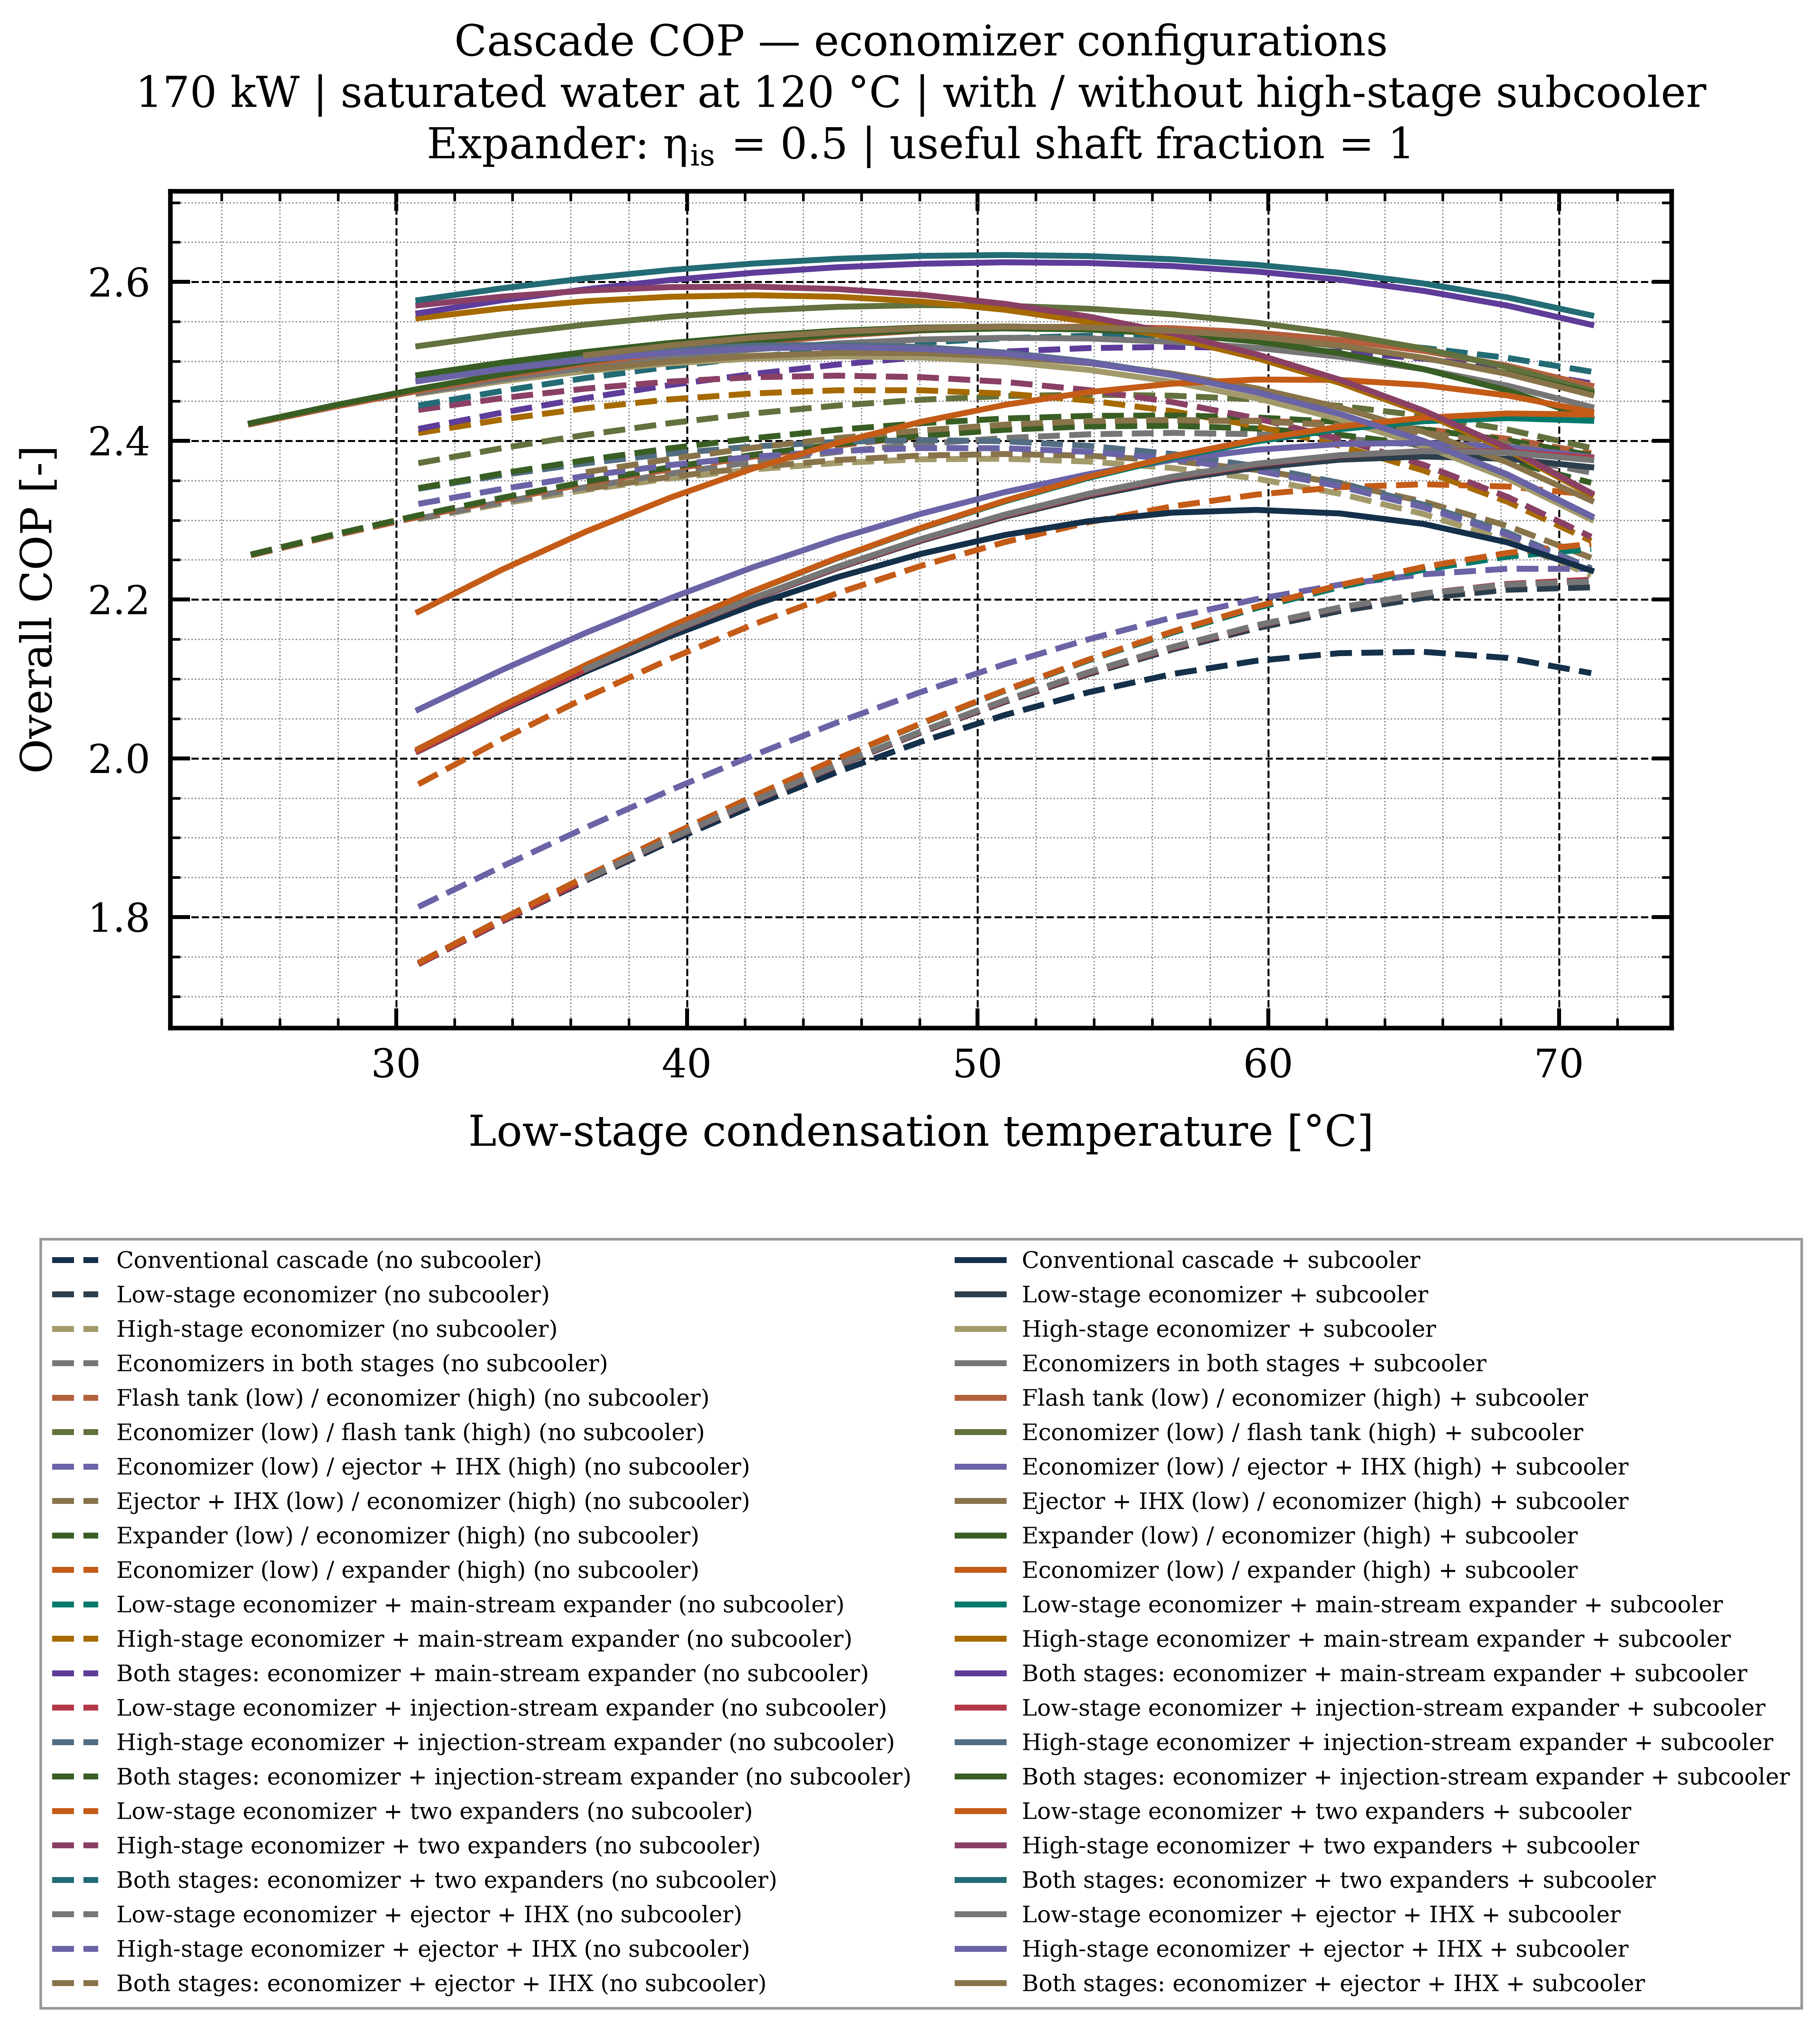 Cascade COP — economizer configurations
170 kW | saturated water at 120 °C | with / without high-stage subcooler
Expander: ηis = 0.5 | useful shaft fraction = 1
Overall COP [-]
2.6
2.4
2.2
2.0
1.8
30 40 50 60 70
Low-stage condensation temperature [°C]
Conventional cascade (no subcooler)
Low-stage economizer (no subcooler)
High-stage economizer (no subcooler)
Economizers in both stages (no subcooler)
Flash tank (low) / economizer (high) (no subcooler)
Economizer (low) / flash tank (high) (no subcooler)
Economizer (low) / ejector + IHX (high) (no subcooler)
Ejector + IHX (low) / economizer (high) (no subcooler)
Expander (low) / economizer (high) (no subcooler)
Economizer (low) / expander (high) (no subcooler)
Low-stage economizer + main-stream expander (no subcooler)
High-stage economizer + main-stream expander (no subcooler)
Both stages: economizer + main-stream expander (no subcooler)
Low-stage economizer + injection-stream expander (no subcooler)
High-stage economizer + injection-stream expander (no subcooler)
Both stages: economizer + injection-stream expander (no subcooler)
Low-stage economizer + two expanders (no subcooler)
High-stage economizer + two expanders (no subcooler)
Both stages: economizer + two expanders (no subcooler)
Low-stage economizer + ejector + IHX (no subcooler)
High-stage economizer + ejector + IHX (no subcooler)
Both stages: economizer + ejector + IHX (no subcooler)
Conventional cascade + subcooler
Low-stage economizer + subcooler
High-stage economizer + subcooler
Economizers in both stages + subcooler
Flash tank (low) / economizer (high) + subcooler
Economizer (low) / flash tank (high) + subcooler
Economizer (low) / ejector + IHX (high) + subcooler
Ejector + IHX (low) / economizer (high) + subcooler
Expander (low) / economizer (high) + subcooler
Economizer (low) / expander (high) + subcooler
Low-stage economizer + main-stream expander + subcooler
High-stage economizer + main-stream expander + subcooler
Both stages: economizer + main-stream expander + subcooler
Low-stage economizer + injection-stream expander + subcooler
High-stage economizer + injection-stream expander + subcooler
Both stages: economizer + injection-stream expander + subcooler
Low-stage economizer + two expanders + subcooler
High-stage economizer + two expanders + subcooler
Both stages: economizer + two expanders + subcooler
Low-stage economizer + ejector + IHX + subcooler
High-stage economizer + ejector + IHX + subcooler
Both stages: economizer + ejector + IHX + subcooler